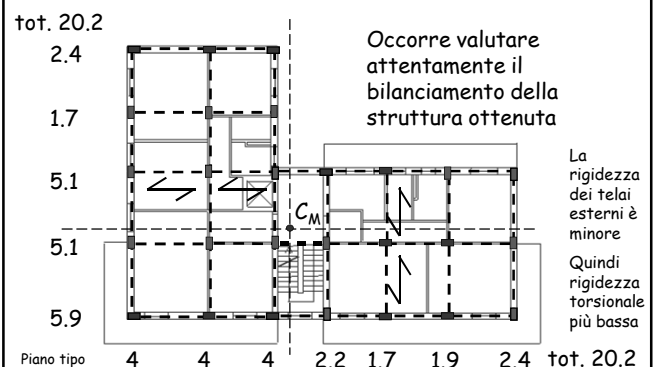 tot. 20.2
2.4
1.7
5.1
5.1
5.9
Occorre valutare
attentamente il
bilanciamento della
struttura ottenuta
La
rigidezza
dei telai
esterni è
minore
Quindi
rigidezza
torsionale
più bassa
CM
Piano tipo 4 4 4 2.2 1.7 1.9 2.4 tot. 20.2